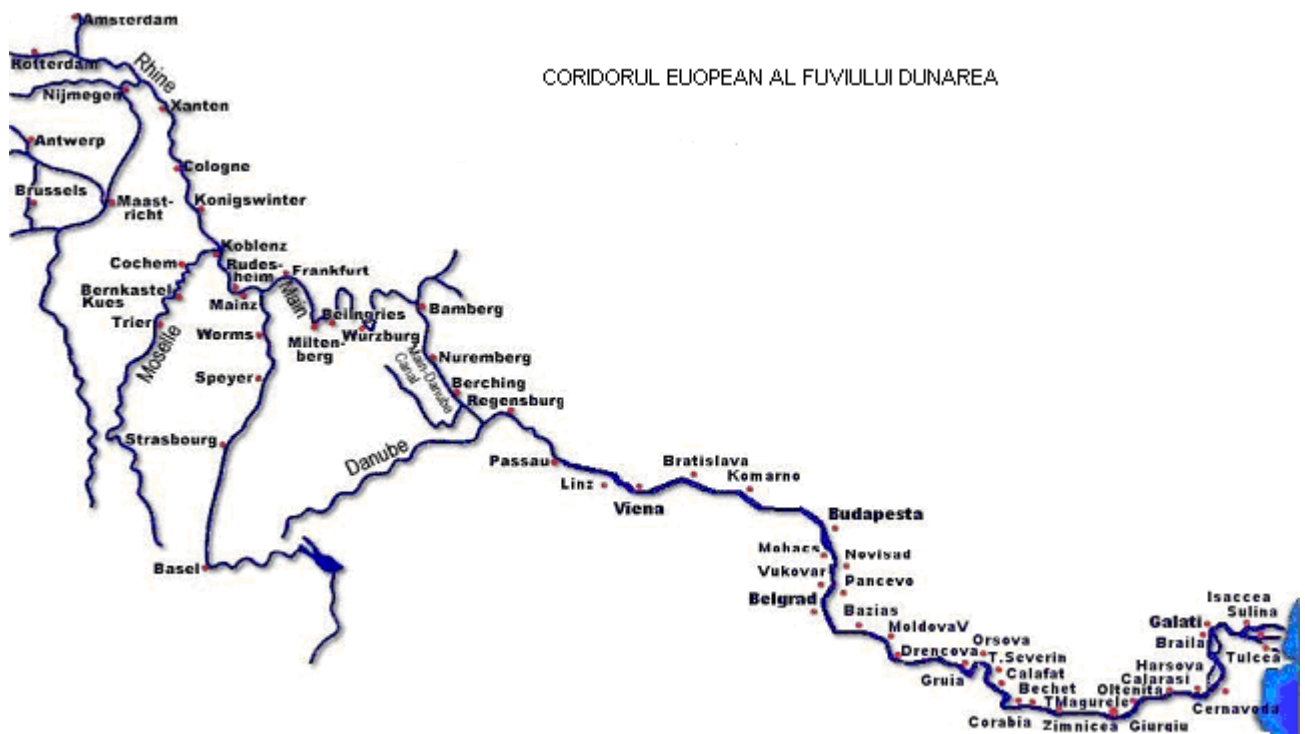 Amsterdam
Rotterdam
Rhine
CORIDORUL EUOPEAN AL FUVIULUI DUNAREA
Nijmegen
Xanten
Antwerp
Cologne
Brussels
Maast-
richt
Konigswinter
Koblenz
Cochem
Rudes-
heim
Frankfurt
Bernkastel
Kues
Mainz
Main
Bamberg
Trier
Moselle
Worms
Milten-
berg
Beilngries
Wurzburg
Nuremberg
Main-Danube
Canal
Speyer
Berching
Regensburg
Strasbourg
Danube
Passau
Linz
Viena
Bratislava
Komarno
Budapesta
Basel
Mohacs
Novisad
Vukovar
Pancevo
Belgrad
Bazias
MoldovaV
Drencova
Orsova
T.Severin
Gruia
Calafat
Bechet
Corabia
TMagurele
Zimnicea
Giurgiu
Oltenita
Calarasi
Harsova
Cernavoda
Braila
Galati
Isaccea
Sulina
Tulcea